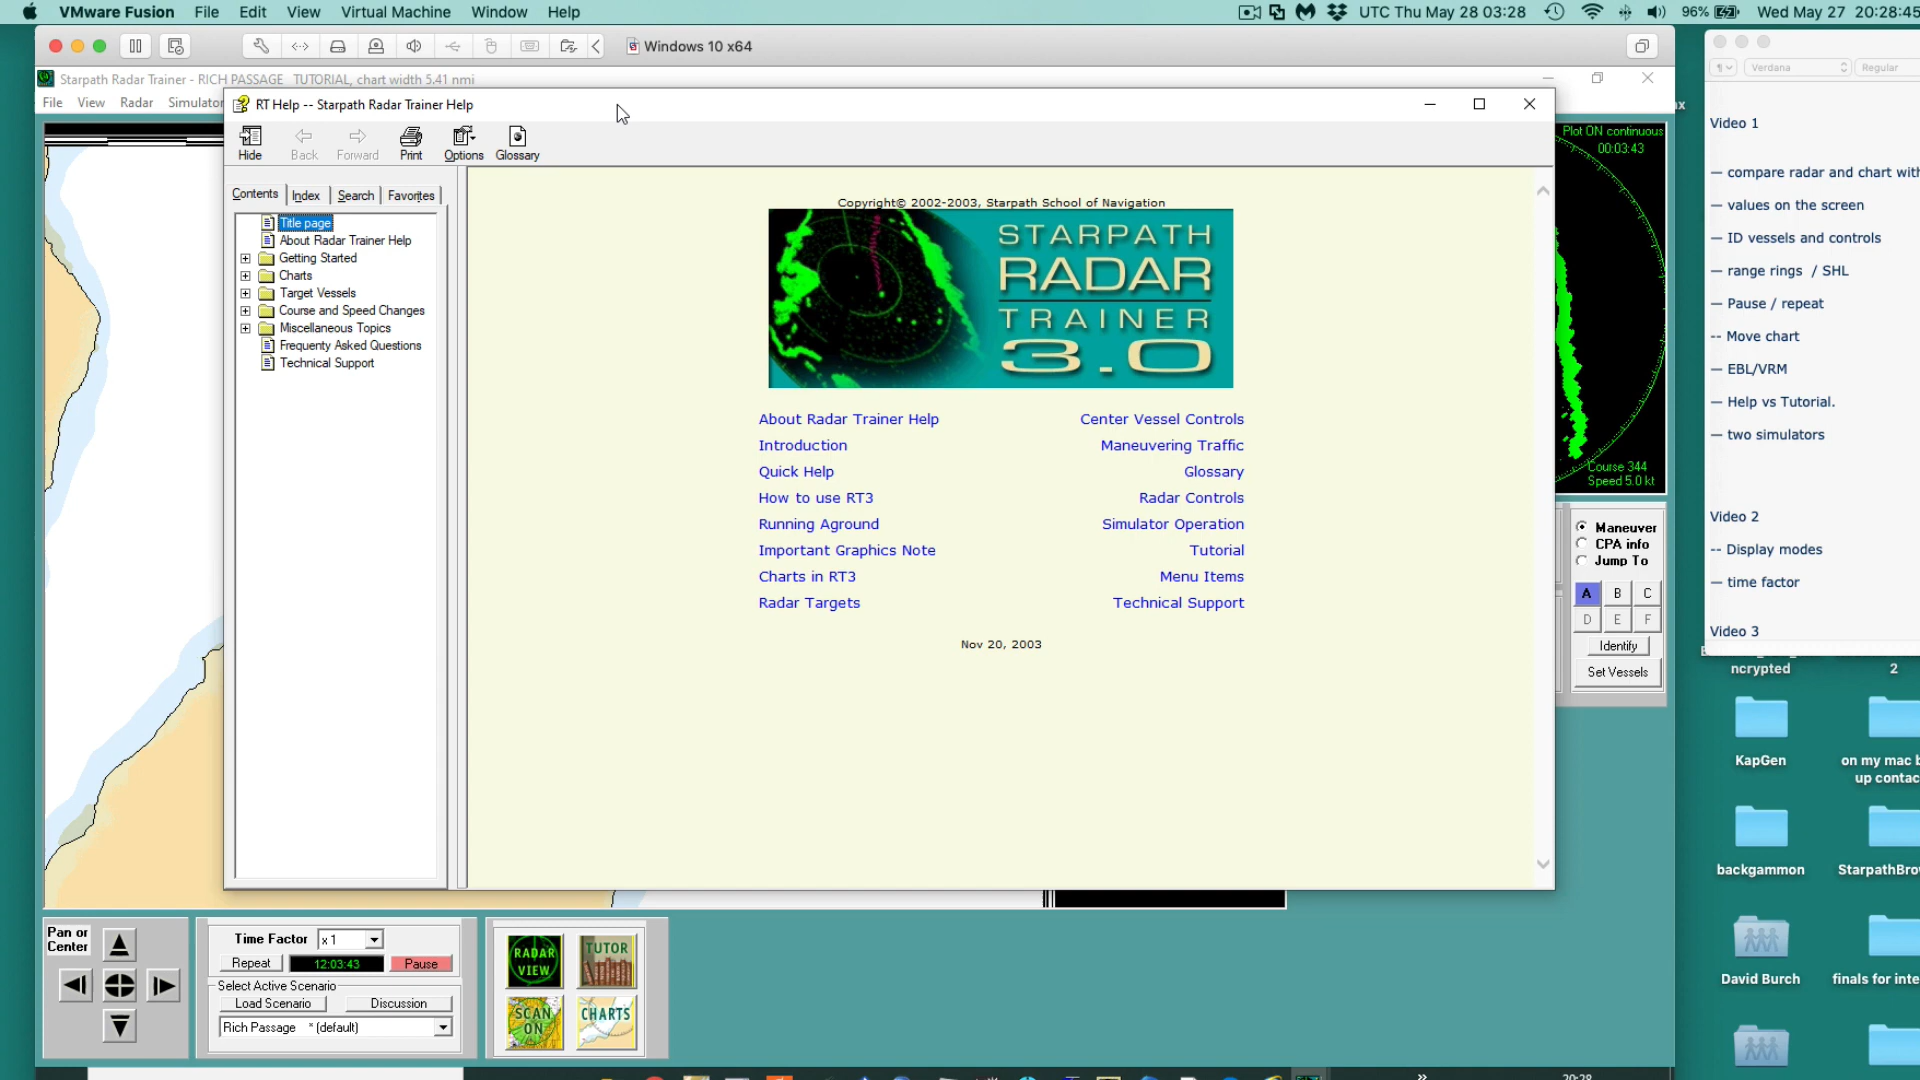 VMware Fusion File Edit View Virtual Machine Window Help
UTC Thu May 28 03:28 96% Wed May 27 20:28:45
Windows 10 x64
Starpath Radar Trainer - RICH PASSAGE TUTORIAL, chart width 5.41 nmi
File View Radar Simulator
RT Help -- Starpath Radar Trainer Help
Hide Back Forward Print Options Glossary
Contents Index Search Favorites
Title page
About Radar Trainer Help
Getting Started
Charts
Target Vessels
Course and Speed Changes
Miscellaneous Topics
Frequenty Asked Questions
Technical Support
Copyright© 2002-2003, Starpath School of Navigation
STARPATH
RADAR
TRAINER
3.0
About Radar Trainer Help
Introduction
Quick Help
How to use RT3
Running Aground
Important Graphics Note
Charts in RT3
Radar Targets
Center Vessel Controls
Maneuvering Traffic
Glossary
Radar Controls
Simulator Operation
Tutorial
Menu Items
Technical Support
Nov 20, 2003
Plot ON continuous
00:03:43
Course 344
Speed 5.0 kt
Maneuver
CPA info
Jump To
A B C
D E F
Identify
Set Vessels
Pan or
Center
Time Factor x 1
Repeat 12:03:43 Pause
Select Active Scenario
Load Scenario Discussion
Rich Passage * (default)
RADAR
VIEW
TUTOR
SCAN
ON
CHARTS
Verdana Regular
Video 1
— compare radar and chart with
— values on the screen
— ID vessels and controls
— range rings / SHL
— Pause / repeat
-- Move chart
— EBL/VRM
— Help vs Tutorial.
— two simulators
Video 2
-- Display modes
— time factor
Video 3
ncrypted 2
KapGen
on my mac b
up contac
backgammon
StarpathBro
David Burch
finals for inte
20:28